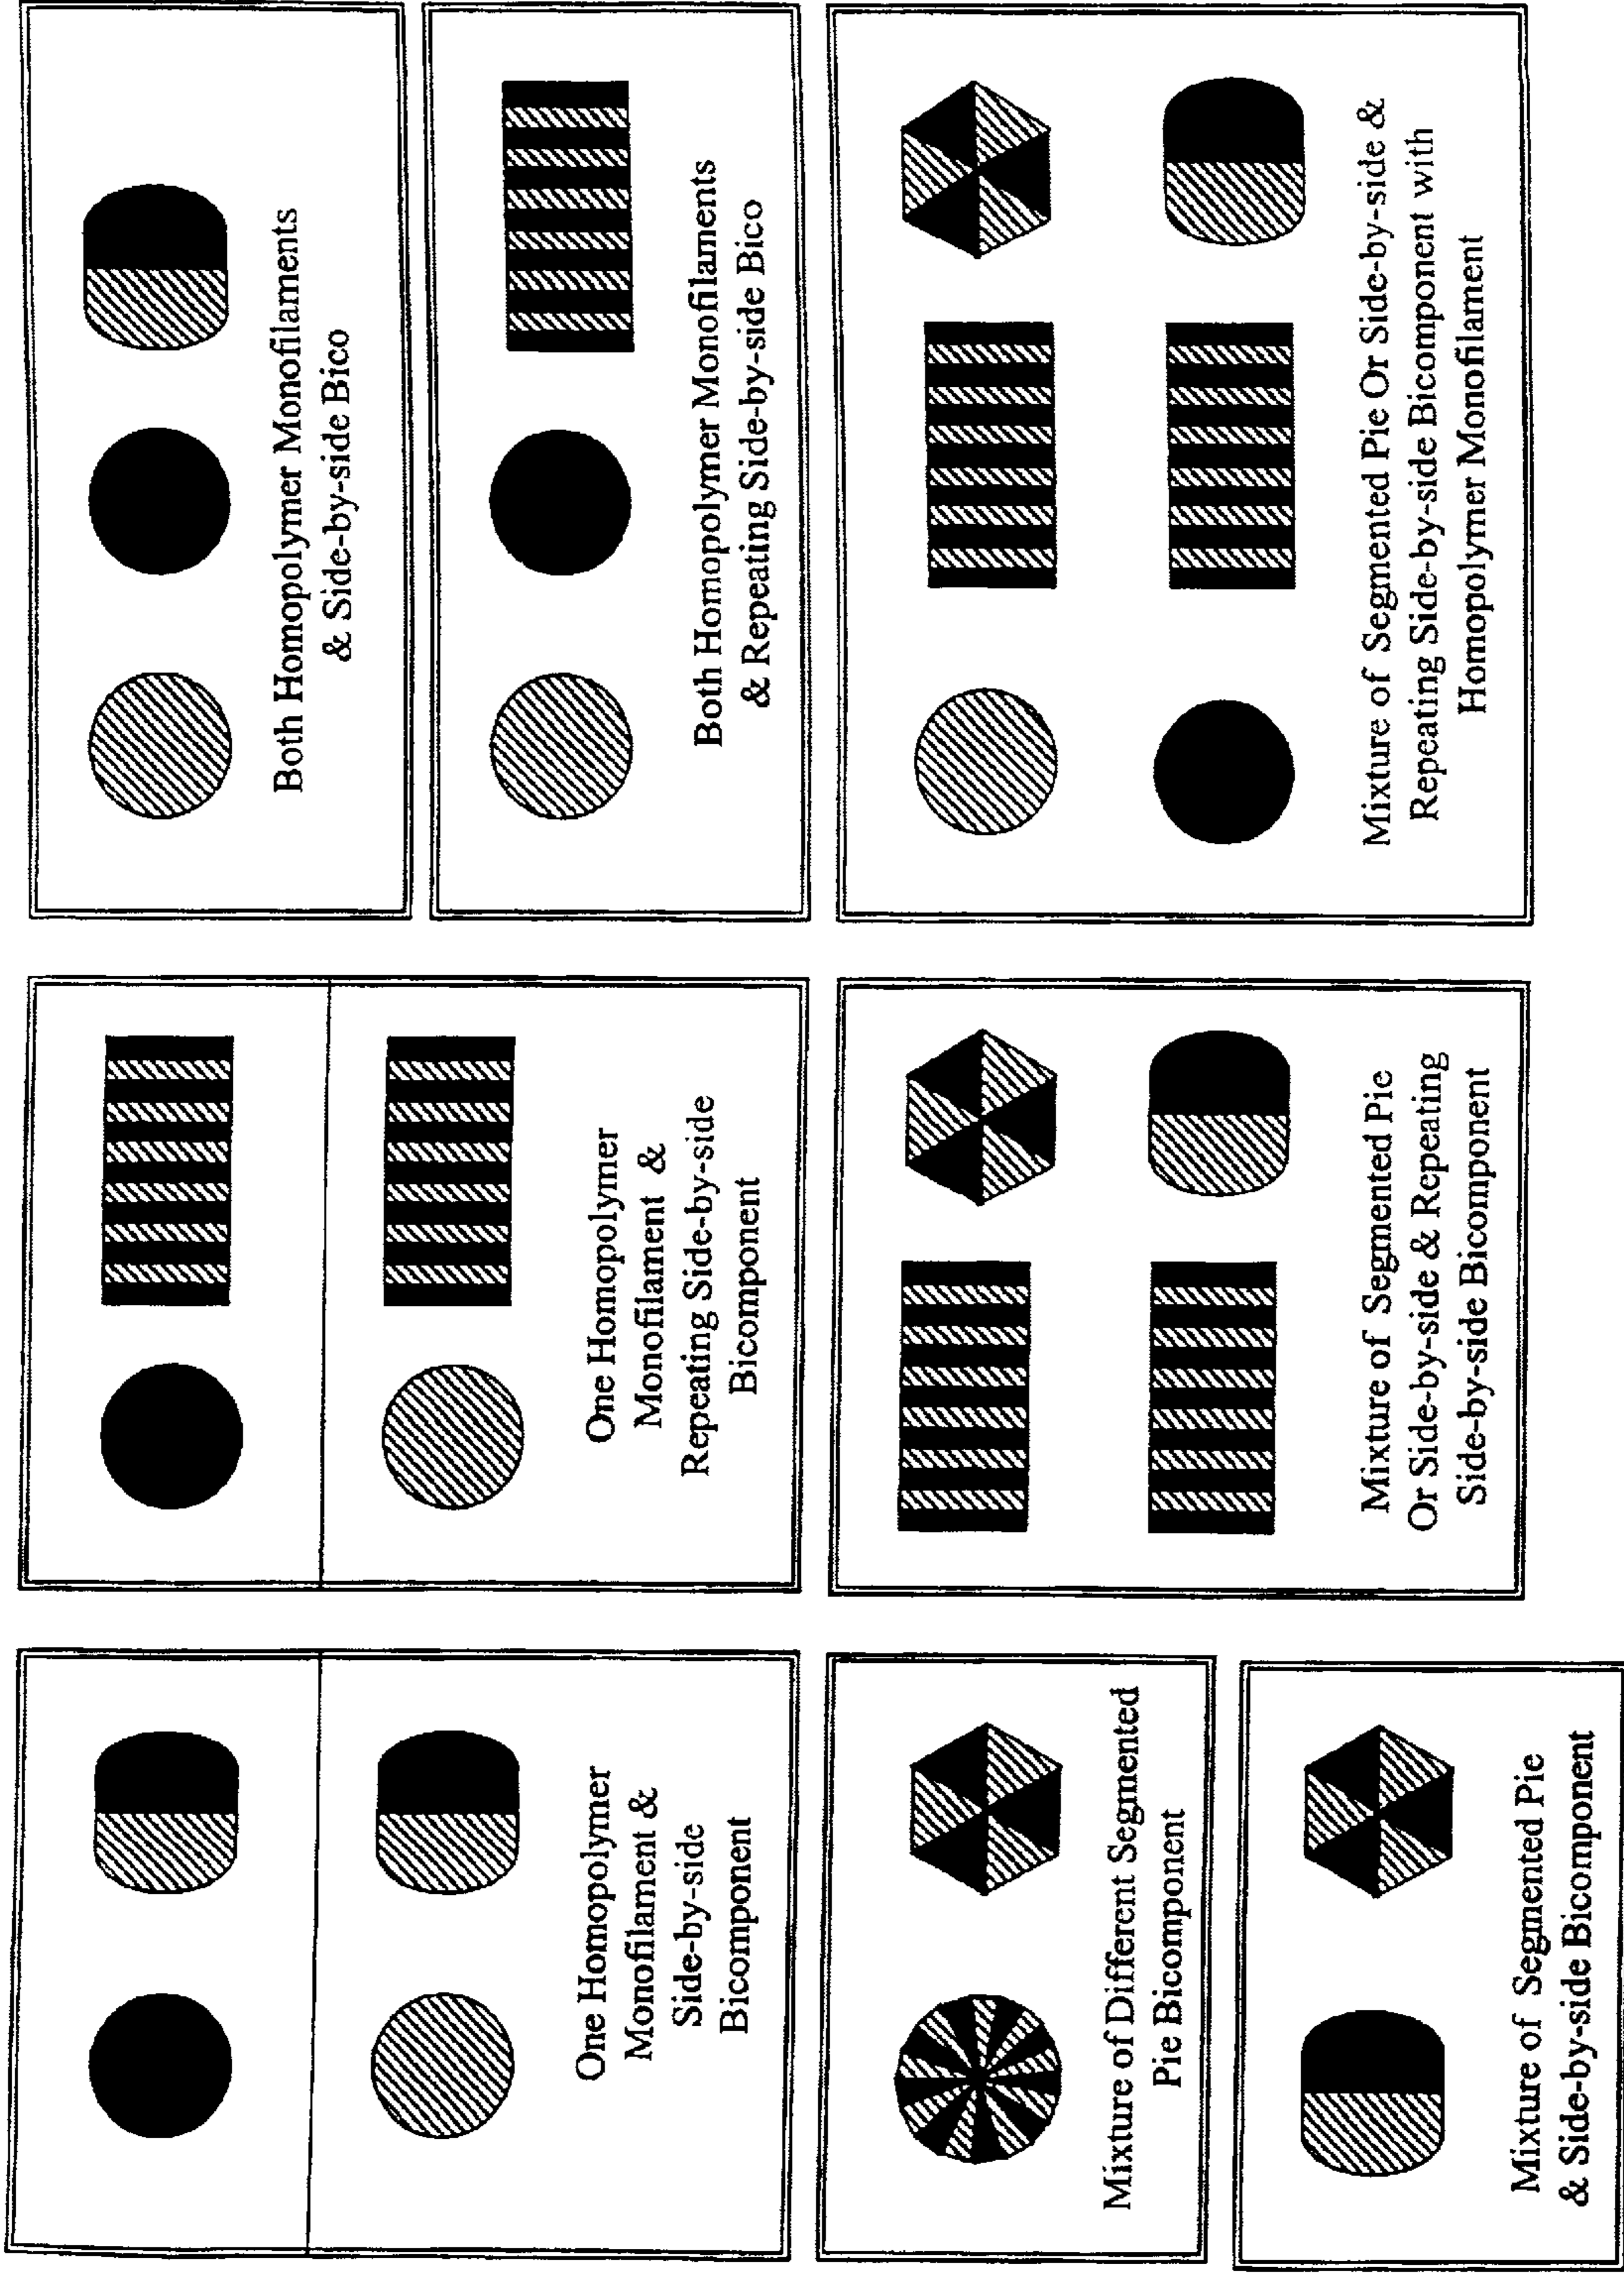 One Homopolymer
Monofilament &
Side-by-side
Bicomponent
One Homopolymer
Monofilament &
Repeating Side-by-side
Bicomponent
Both Homopolymer Monofilaments
& Side-by-side Bico
Both Homopolymer Monofilaments
& Repeating Side-by-side Bico
Mixture of Different Segmented
Pie Bicomponent
Mixture of Segmented Pie
& Side-by-side Bicomponent
Mixture of Segmented Pie
Or Side-by-side & Repeating
Side-by-side Bicomponent
Mixture of Segmented Pie Or Side-by-side &
Repeating Side-by-side Bicomponent with
Homopolymer Monofilament